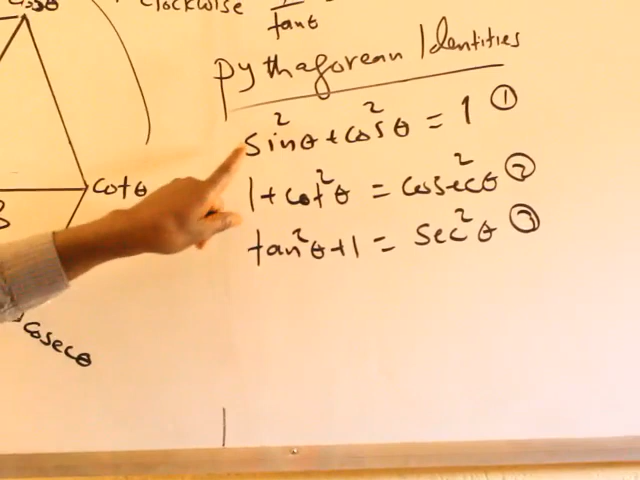 Clockwise
tanθ
Pythagorean Identities
sin²θ + cos²θ = 1 ①
cotθ
1 + cot²θ = cosec²θ ②
tan²θ + 1 = sec²θ ③
cosecθ